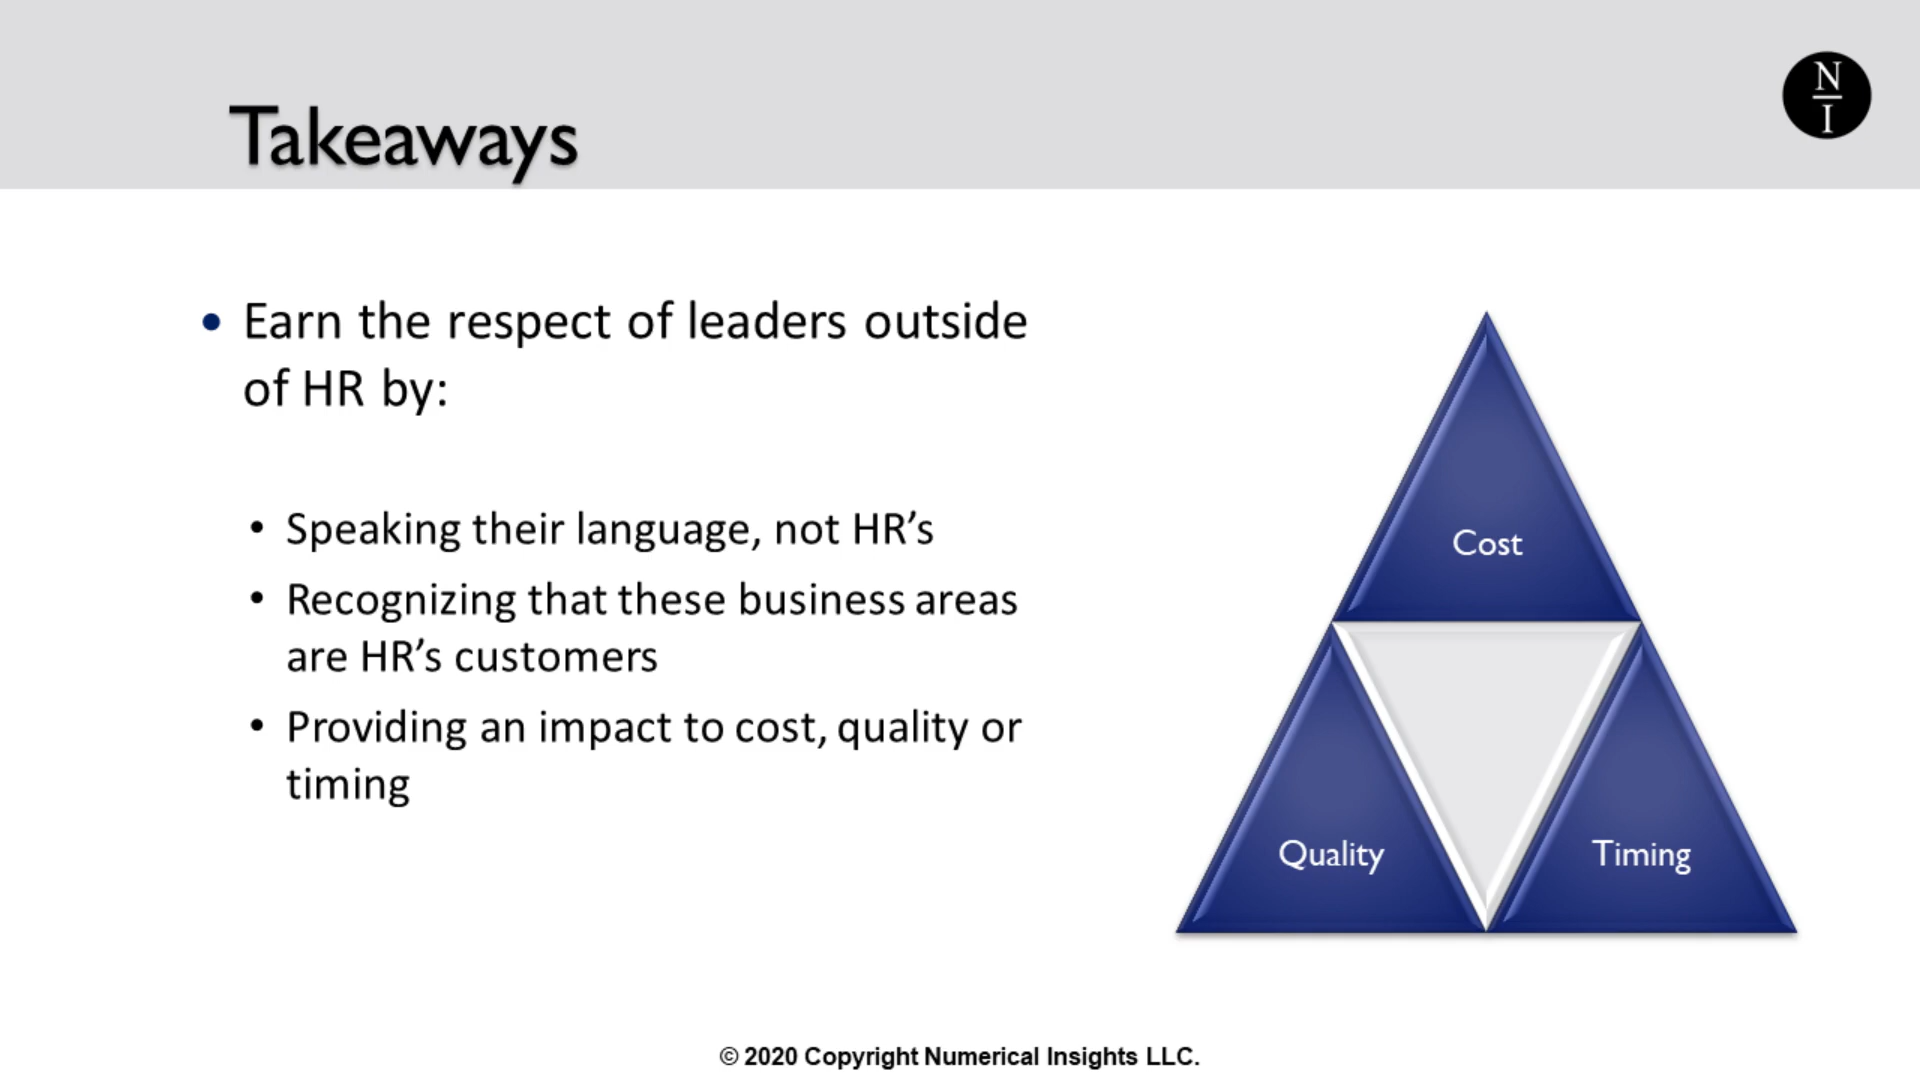 Takeaways
N
I
• Earn the respect of leaders outside
of HR by:
• Speaking their language, not HR’s
• Recognizing that these business areas
are HR’s customers
• Providing an impact to cost, quality or
timing
Cost
Quality
Timing
© 2020 Copyright Numerical Insights LLC.